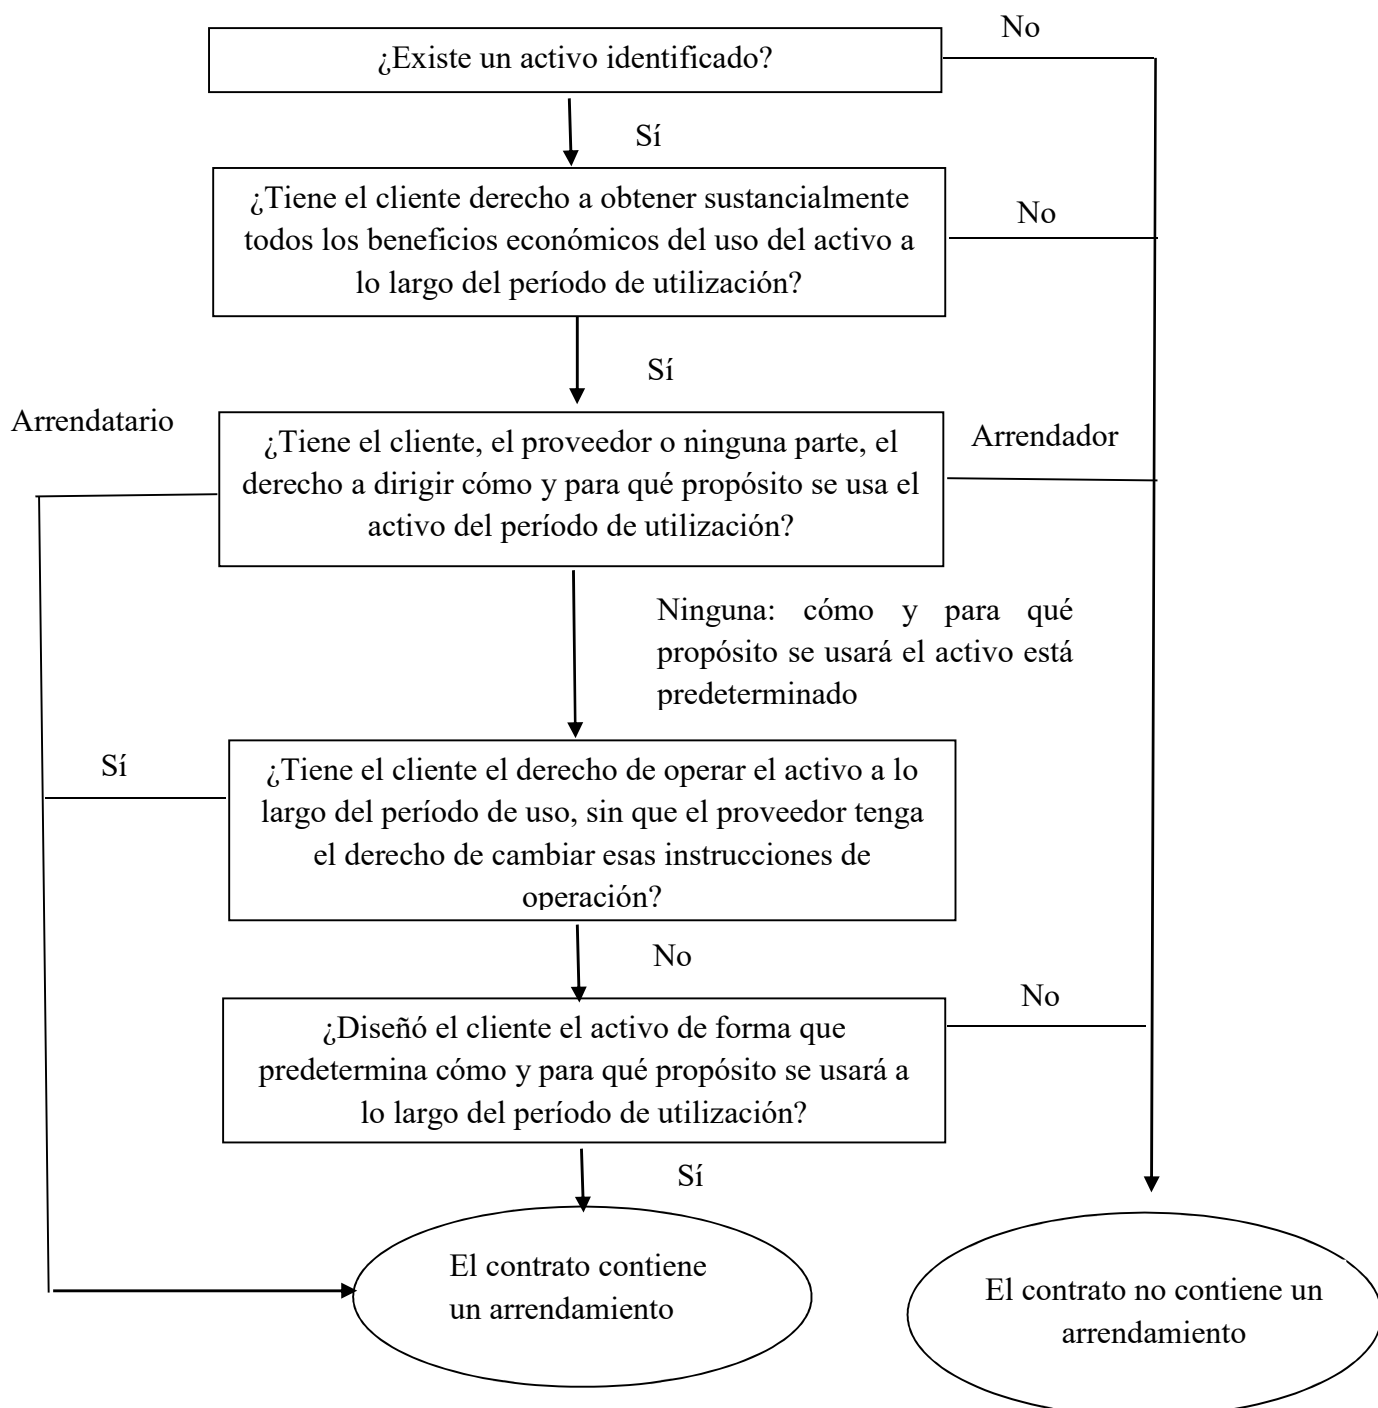 No
¿Existe un activo identificado?
Sí
¿Tiene el cliente derecho a obtener sustancialmente
todos los beneficios económicos del uso del activo a
lo largo del período de utilización?
No
Sí
Arrendatario
¿Tiene el cliente, el proveedor o ninguna parte, el
derecho a dirigir cómo y para qué propósito se usa el
activo del período de utilización?
Arrendador
Ninguna: cómo y para qué
propósito se usará el activo está
predeterminado
Sí
¿Tiene el cliente el derecho de operar el activo a lo
largo del período de uso, sin que el proveedor tenga
el derecho de cambiar esas instrucciones de
operación?
No
No
¿Diseñó el cliente el activo de forma que
predetermina cómo y para qué propósito se usará a
lo largo del período de utilización?
Sí
El contrato contiene
un arrendamiento
El contrato no contiene un
arrendamiento